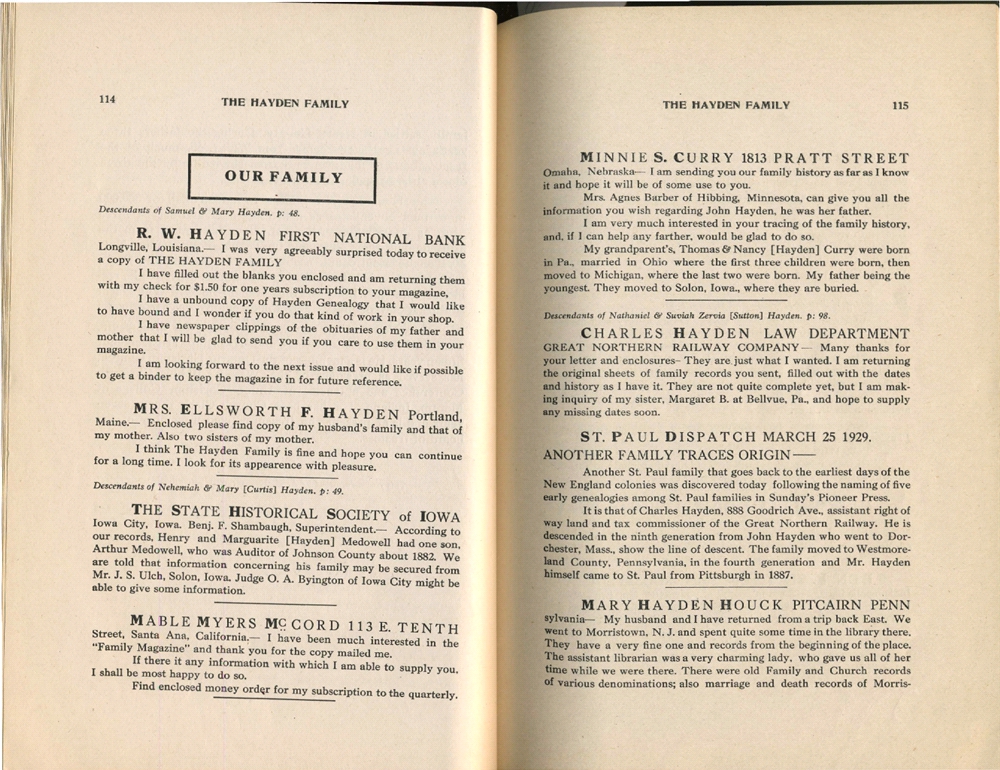 114
THE HAYDEN FAMILY
OUR FAMILY
Descendants of Samuel & Mary Hayden. p: 48.
R. W. HAYDEN FIRST NATIONAL BANK
Longville, Louisiana.— I was very agreeably surprised today to receive
a copy of THE HAYDEN FAMILY
I have filled out the blanks you enclosed and am returning them
with my check for $1.50 for one years subscription to your magazine,
I have a unbound copy of Hayden Genealogy that I would like
to have bound and I wonder if you do that kind of work in your shop.
I have newspaper clippings of the obituaries of my father and
mother that I will be glad to send you if you care to use them in your
magazine.
I am looking forward to the next issue and would like if possible
to get a binder to keep the magazine in for future reference.
MRS. ELLSWORTH F. HAYDEN Portland,
Maine.— Enclosed please find copy of my husband's family and that of
my mother. Also two sisters of my mother.
I think The Hayden Family is fine and hope you can continue
for a long time. I look for its appearence with pleasure.
Descendants of Nehemiah & Mary [Curtis] Hayden. p: 49.
THE STATE HISTORICAL SOCIETY of IOWA
Iowa City, Iowa. Benj. F. Shambaugh, Superintendent.— According to
our records, Henry and Marguarite [Hayden] Medowell had one son,
Arthur Medowell, who was Auditor of Johnson County about 1882. We
are told that information concerning his family may be secured from
Mr. J. S. Ulch, Solon, Iowa. Judge O. A. Byington of Iowa City might be
able to give some information.
MABLE MYERS MCCORD 113 E. TENTH
Street, Santa Ana, California.— I have been much interested in the
"Family Magazine" and thank you for the copy mailed me.
If there it any information with which I am able to supply you,
I shall be most happy to do so.
Find enclosed money order for my subscription to the quarterly.
THE HAYDEN FAMILY
115
MINNIE S. CURRY 1813 PRATT STREET
Omaha, Nebraska— I am sending you our family history as far as I know
it and hope it will be of some use to you.
Mrs. Agnes Barber of Hibbing, Minnesota, can give you all the
information you wish regarding John Hayden, he was her father.
I am very much interested in your tracing of the family history,
and, if I can help any farther, would be glad to do so.
My grandparent's, Thomas & Nancy [Hayden] Curry were born
in Pa., married in Ohio where the first three children were born, then
moved to Michigan, where the last two were born. My father being the
youngest. They moved to Solon, Iowa., where they are buried.
Descendants of Nathaniel & Suviah Zervia [Sutton] Hayden. p: 98.
CHARLES HAYDEN LAW DEPARTMENT
GREAT NORTHERN RAILWAY COMPANY— Many thanks for
your letter and enclosures- They are just what I wanted. I am returning
the original sheets of family records you sent, filled out with the dates
and history as I have it. They are not quite complete yet, but I am mak-
ing inquiry of my sister, Margaret B. at Bellvue, Pa., and hope to supply
any missing dates soon.
ST. PAUL DISPATCH MARCH 25 1929.
ANOTHER FAMILY TRACES ORIGIN—
Another St. Paul family that goes back to the earliest days of the
New England colonies was discovered today following the naming of five
early genealogies among St. Paul families in Sunday's Pioneer Press.
It is that of Charles Hayden, 888 Goodrich Ave., assistant right of
way land and tax commissioner of the Great Northern Railway. He is
descended in the ninth generation from John Hayden who went to Dor-
chester, Mass., show the line of descent. The family moved to Westmore-
land County, Pennsylvania, in the fourth generation and Mr. Hayden
himself came to St. Paul from Pittsburgh in 1887.
MARY HAYDEN HOUCK PITCAIRN PENN
sylvania— My husband and I have returned from a trip back East. We
went to Morristown, N. J. and spent quite some time in the library there.
They have a very fine one and records from the beginning of the place.
The assistant librarian was a very charming lady, who gave us all of her
time while we were there. There were old Family and Church records
of various denominations; also marriage and death records of Morris-